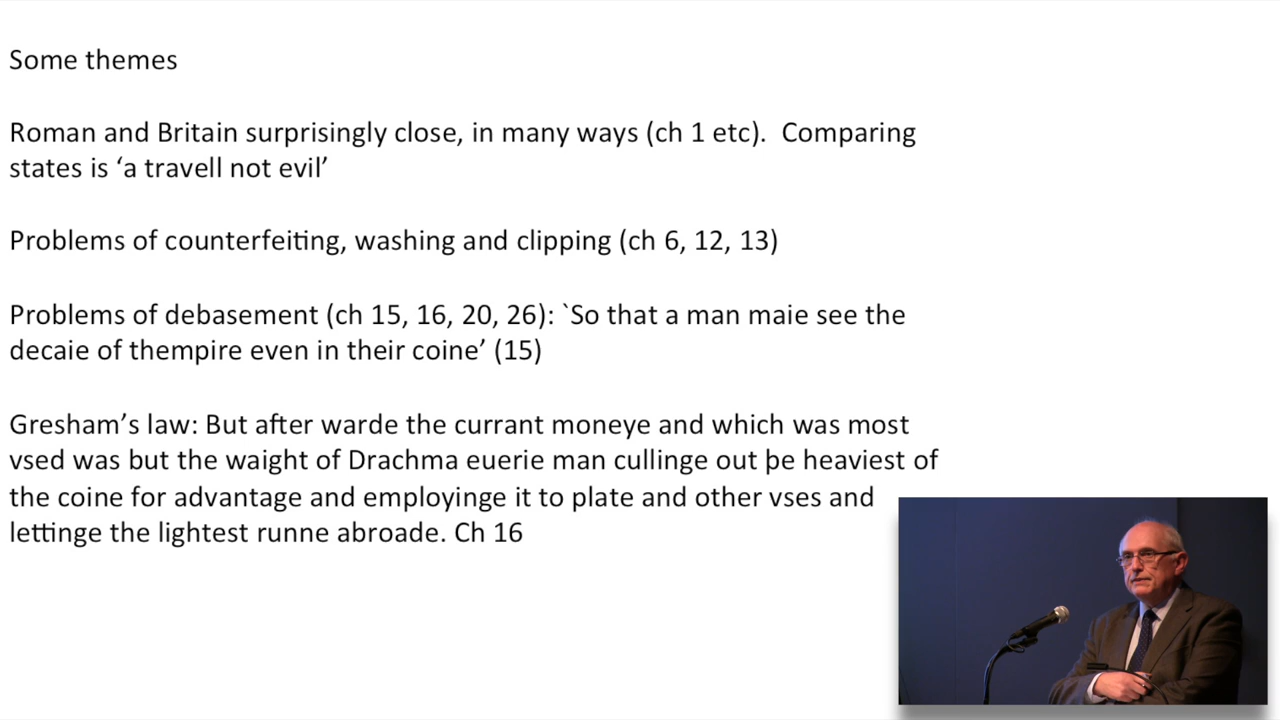 Some themes
Roman and Britain surprisingly close, in many ways (ch 1 etc).  Comparing
states is ‘a travell not evil’
Problems of counterfeiting, washing and clipping (ch 6, 12, 13)
Problems of debasement (ch 15, 16, 20, 26): `So that a man maie see the
decaie of thempire even in their coine’ (15)
Gresham’s law: But after warde the currant moneye and which was most
vsed was but the waight of Drachma euerie man cullinge out þe heaviest of
the coine for advantage and employinge it to plate and other vses and
lettinge the lightest runne abroade. Ch 16